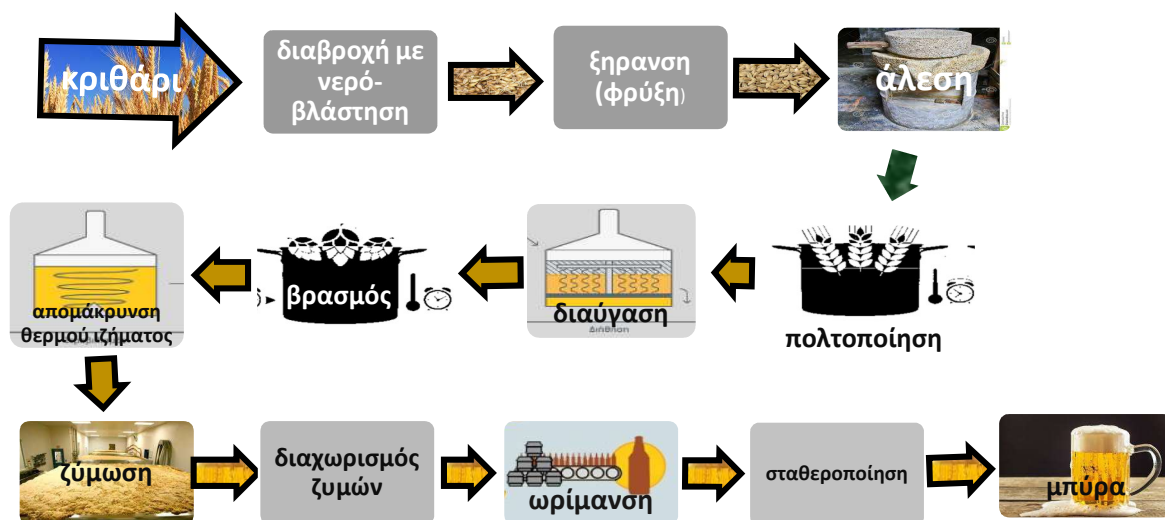 κριθάρι
διαβροχή με
νερό-
βλάστηση
ξηρανση
(φρύξη)
άλεση
απομάκρυνση
θερμού ιζήματος
βρασμός
διαύγαση
Διήθηση
πολτοποίηση
ζύμωση
διαχωρισμός
ζυμών
ωρίμανση
σταθεροποίηση
μπύρα